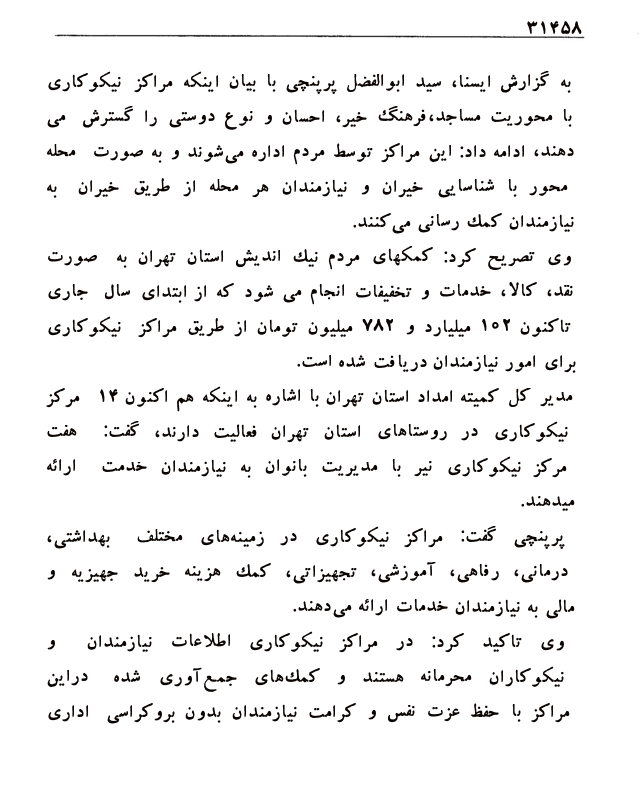 ۳۱۴۵۸
به گزارش ایسنا، سید ابوالفضل پرپنچی با بیان اینکه مراکز نیکوکاری
با محوریت مساجد،فرهنگ خیر، احسان و نوع دوستی را گسترش می
دهند، ادامه داد: این مراکز توسط مردم اداره می‌شوند و به صورت محله
محور با شناسایی خیران و نیازمندان هر محله از طریق خیران به
نیازمندان کمک رسانی می‌کنند.
وی تصریح کرد: کمکهای مردم نیک اندیش استان تهران به صورت
نقد، کالا، خدمات و تخفیفات انجام می شود که از ابتدای سال جاری
تاکنون ۱۰۲ میلیارد و ۷۸۲ میلیون تومان از طریق مراکز نیکوکاری
برای امور نیازمندان دریافت شده است.
مدیر کل کمیته امداد استان تهران با اشاره به اینکه هم اکنون ۱۴ مرکز
نیکوکاری در روستاهای استان تهران فعالیت دارند، گفت: هفت
مرکز نیکوکاری نیر با مدیریت بانوان به نیازمندان خدمت ارائه
میدهند.
پرپنچی گفت: مراکز نیکوکاری در زمینه‌های مختلف بهداشتی،
درمانی، رفاهی، آموزشی، تجهیزاتی، کمک هزینه خرید جهیزیه و
مالی به نیازمندان خدمات ارائه می‌دهند.
وی تاکید کرد: در مراکز نیکوکاری اطلاعات نیازمندان و
نیکوکاران محرمانه هستند و کمک‌های جمع‌آوری شده دراین
مراکز با حفظ عزت نفس و کرامت نیازمندان بدون بروکراسی اداری